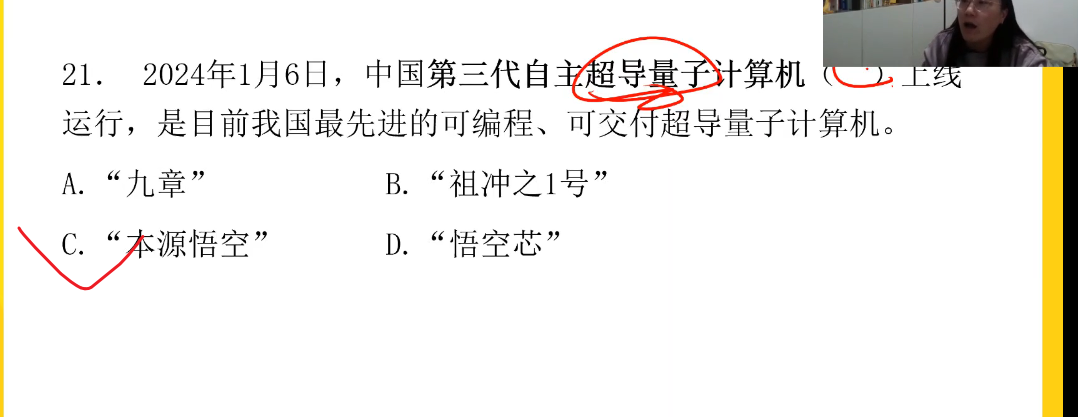 21. 2024年1月6日，中国第三代自主超导量子计算机（ ）上线
运行，是目前我国最先进的可编程、可交付超导量子计算机。
A.“九章” B.“祖冲之1号”
C.“本源悟空” D.“悟空芯”